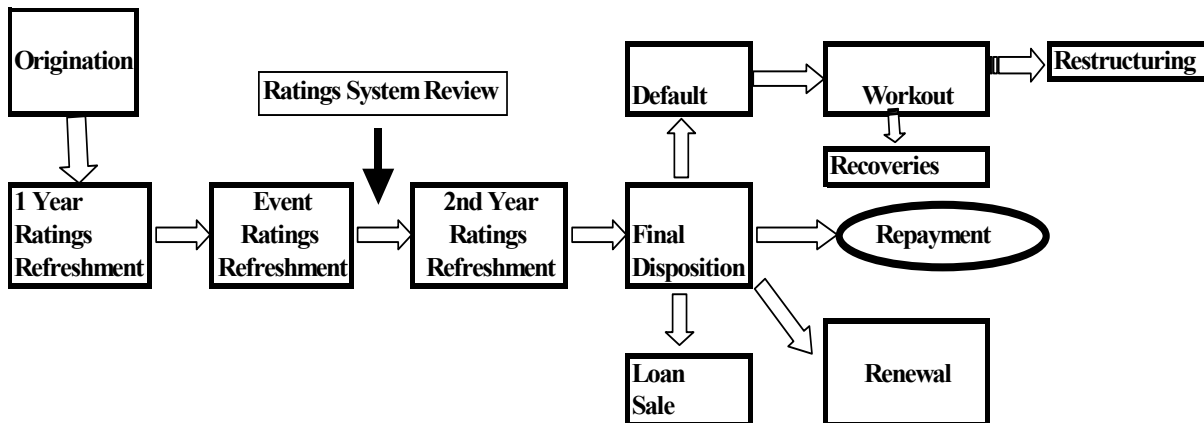 Origination
Ratings System Review
Default
Workout
Restructuring
Recoveries
1 Year
Ratings
Refreshment
Event
Ratings
Refreshment
2nd Year
Ratings
Refreshment
Final
Disposition
Repayment
Loan
Sale
Renewal